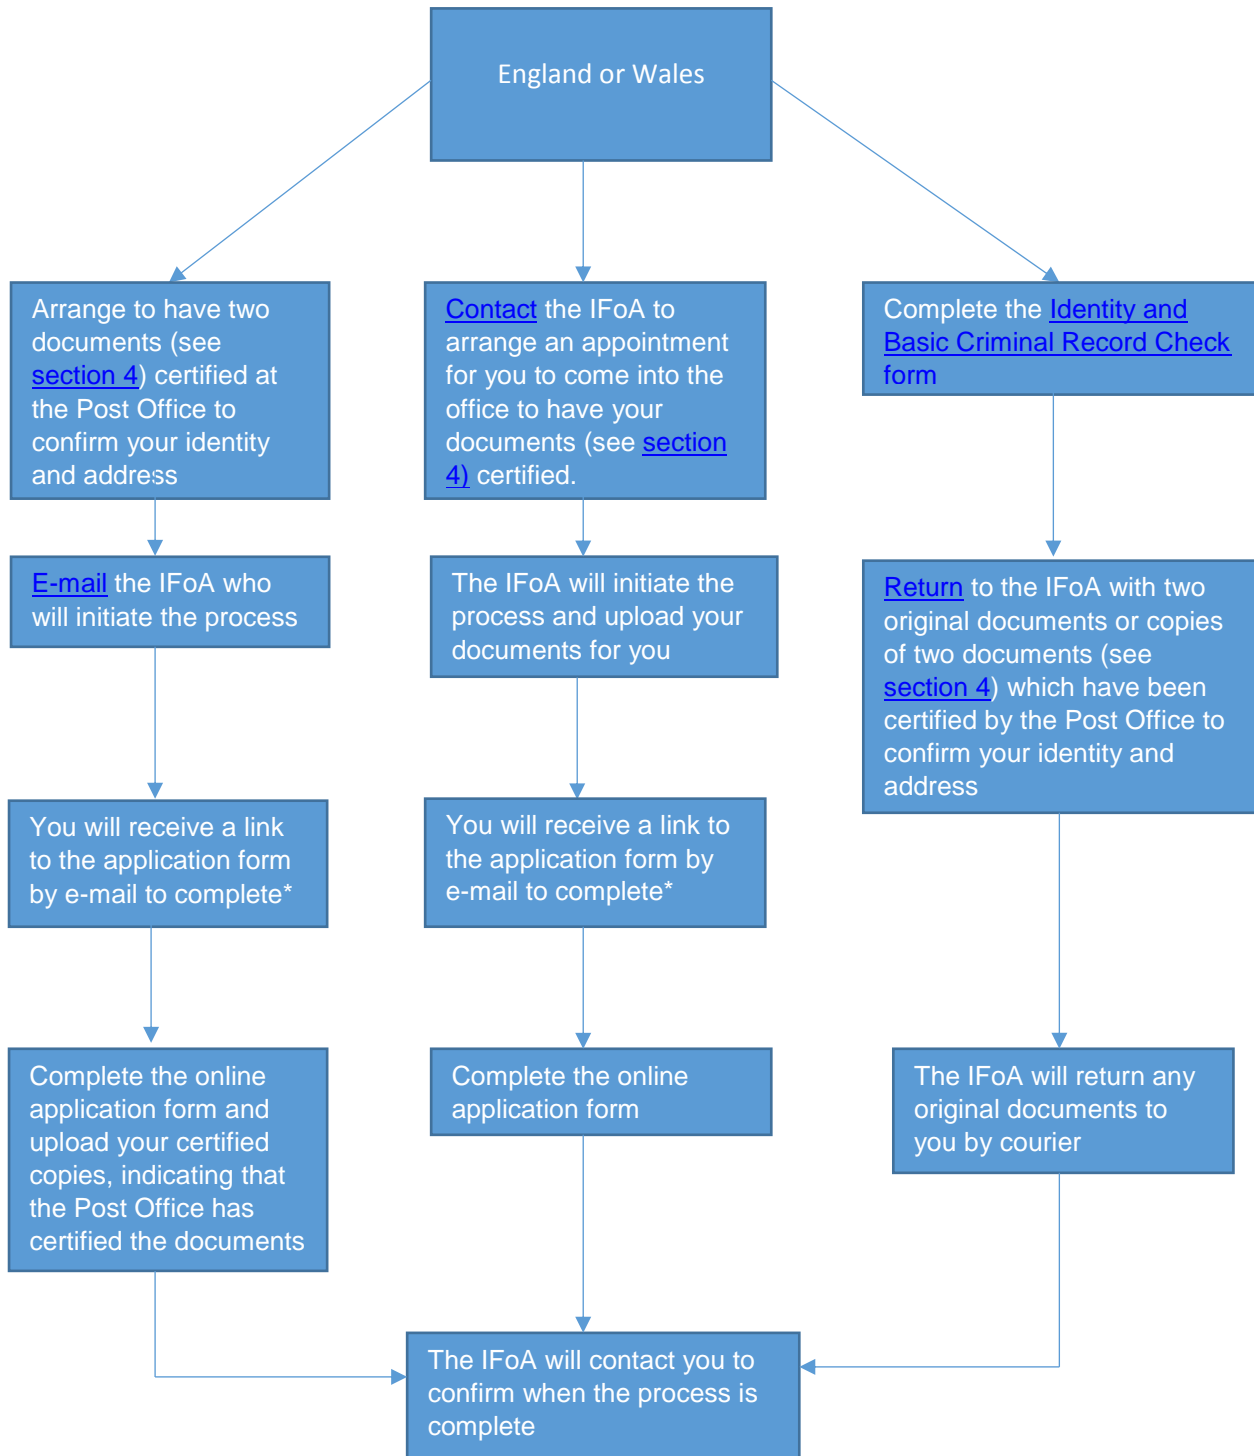 England or Wales
Arrange to have two
documents (see
section 4) certified at
the Post Office to
confirm your identity
and address
Contact the IFoA to
arrange an appointment
for you to come into the
office to have your
documents (see section
4) certified.
Complete the Identity and
Basic Criminal Record Check
form
E-mail the IFoA who
will initiate the process
The IFoA will initiate the
process and upload your
documents for you
Return to the IFoA with two
original documents or copies
of two documents (see
section 4) which have been
certified by the Post Office to
confirm your identity and
address
You will receive a link
to the application form
by e-mail to complete*
You will receive a link to
the application form by
e-mail to complete*
Complete the online
application form and
upload your certified
copies, indicating that
the Post Office has
certified the documents
Complete the online
application form
The IFoA will return any
original documents to
you by courier
The IFoA will contact you to
confirm when the process is
complete